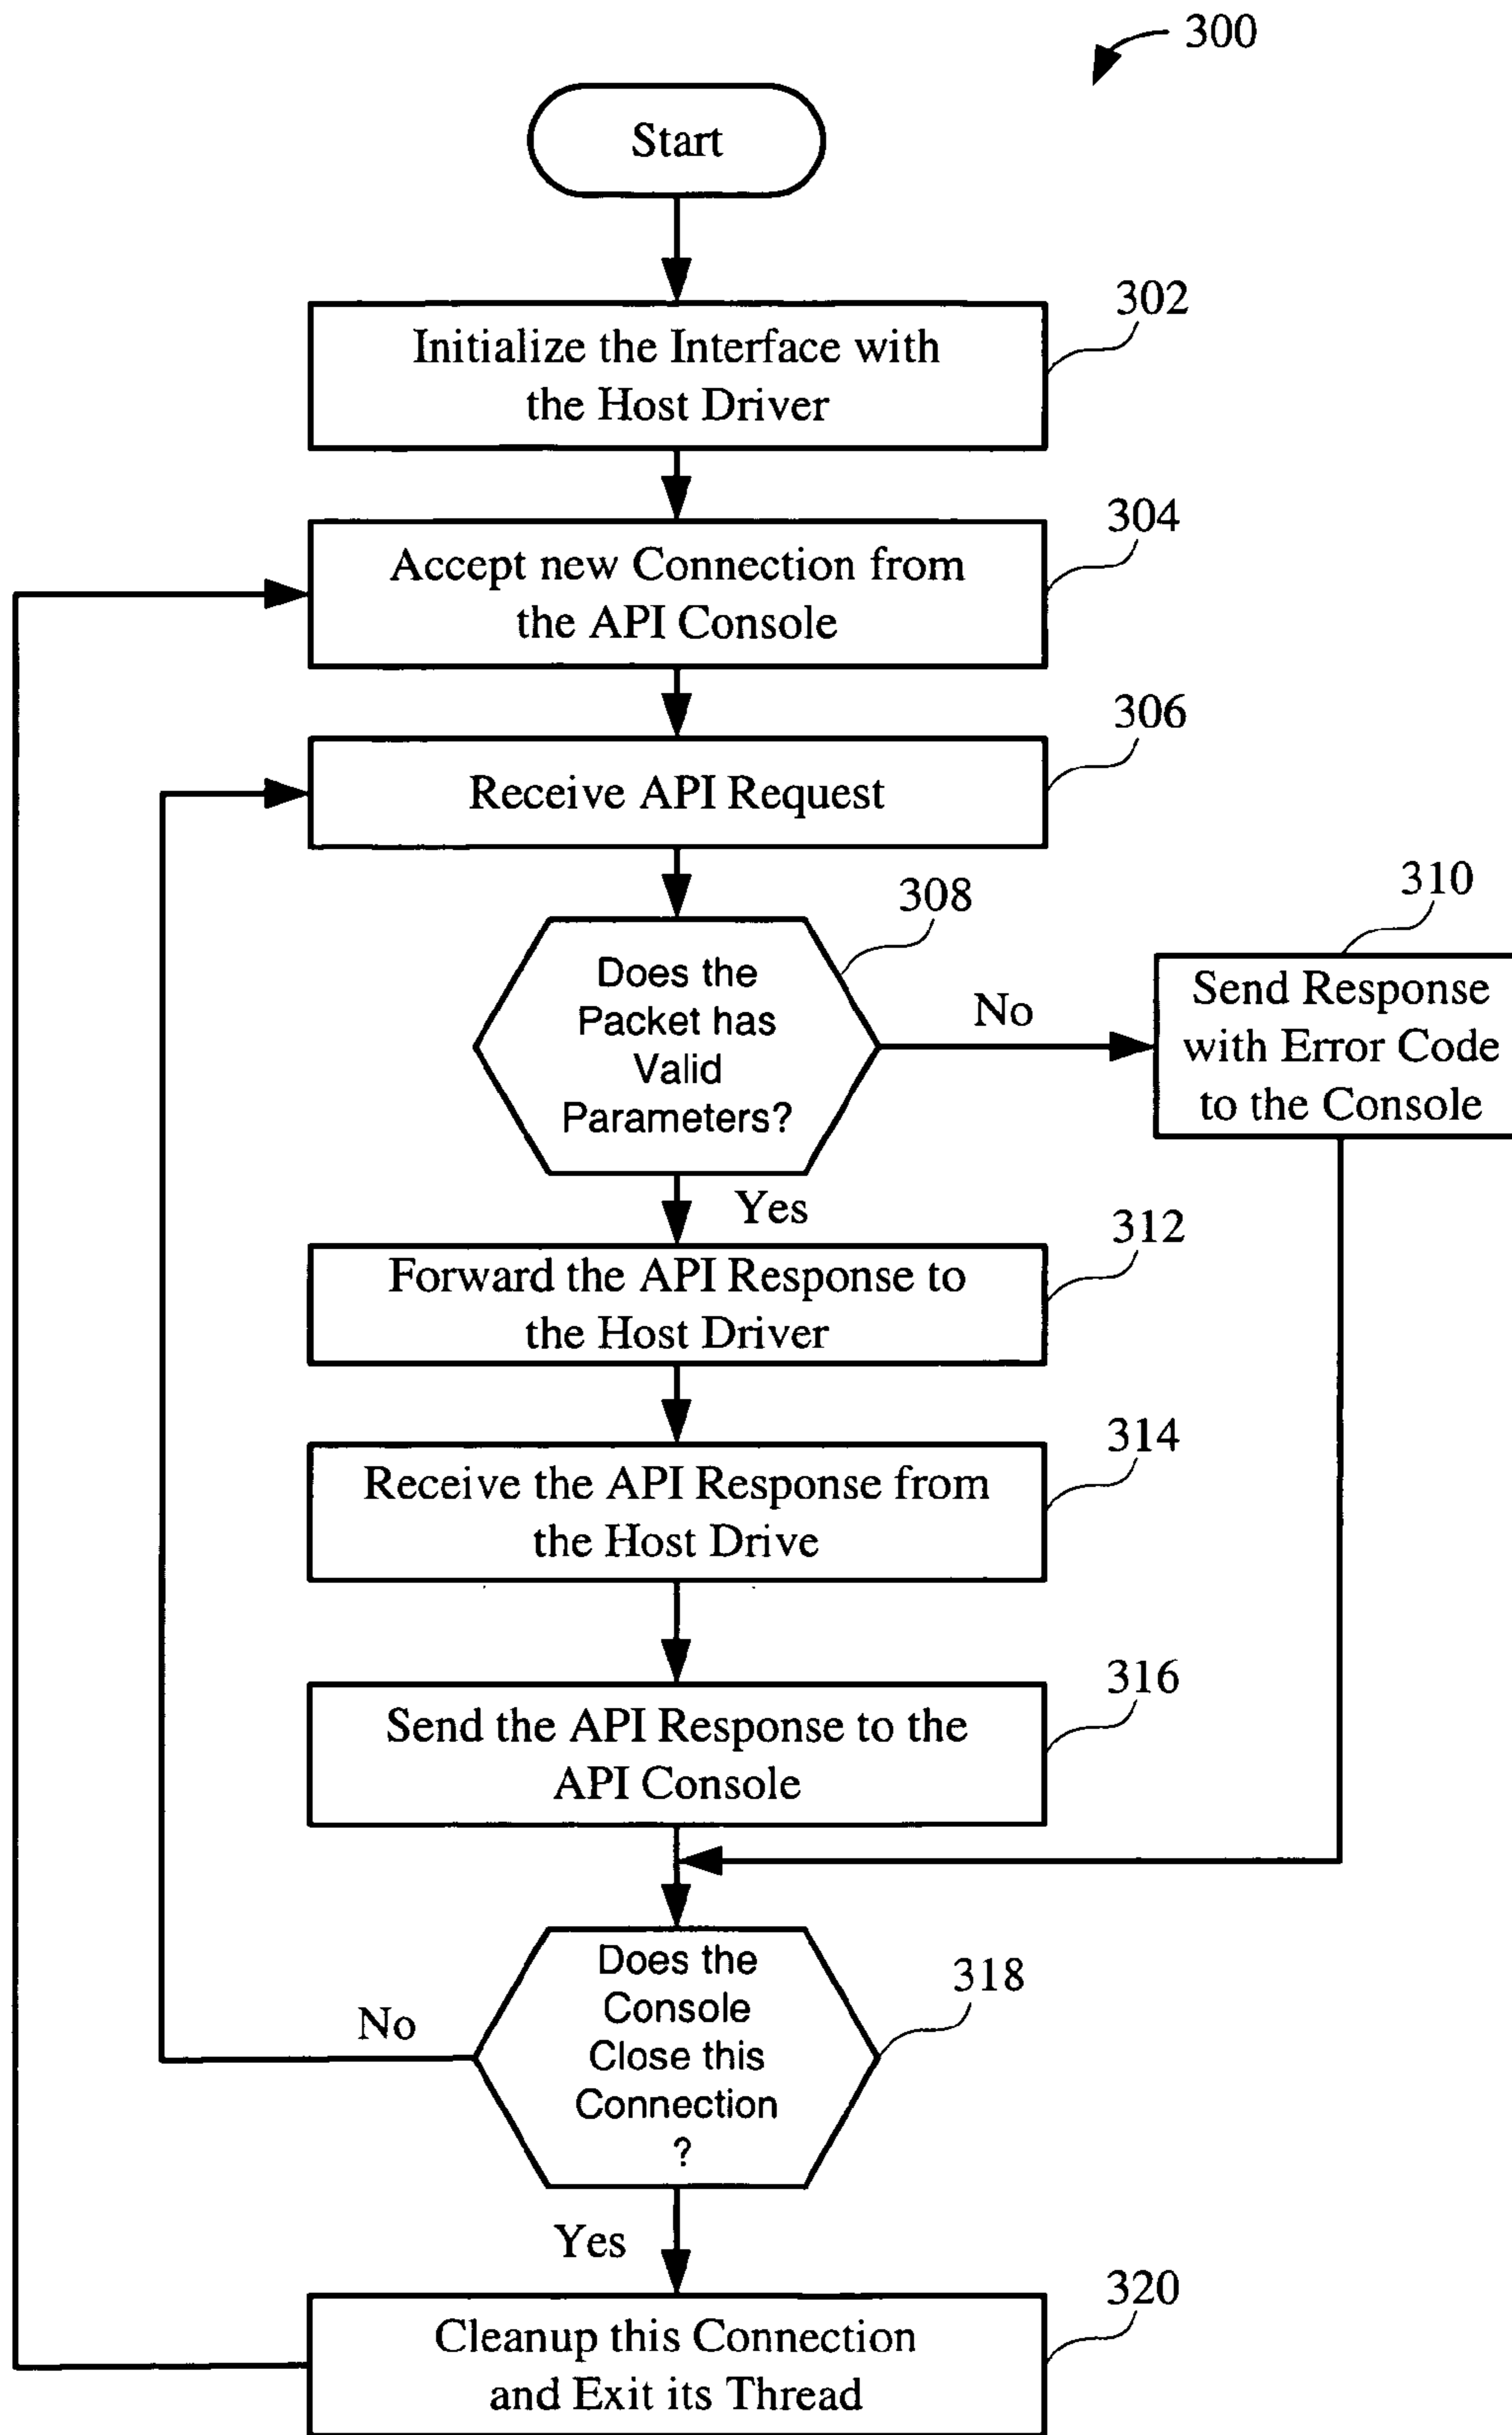 300
Start
302
Initialize the Interface with
the Host Driver
304
Accept new Connection from
the API Console
306
Receive API Request
308
310
Does the
Packet has
Valid
Parameters?
No
Send Response
with Error Code
to the Console
Yes
312
Forward the API Response to
the Host Driver
314
Receive the API Response from
the Host Drive
316
Send the API Response to the
API Console
318
Does the
Console
Close this
Connection
?
No
Yes
320
Cleanup this Connection
and Exit its Thread